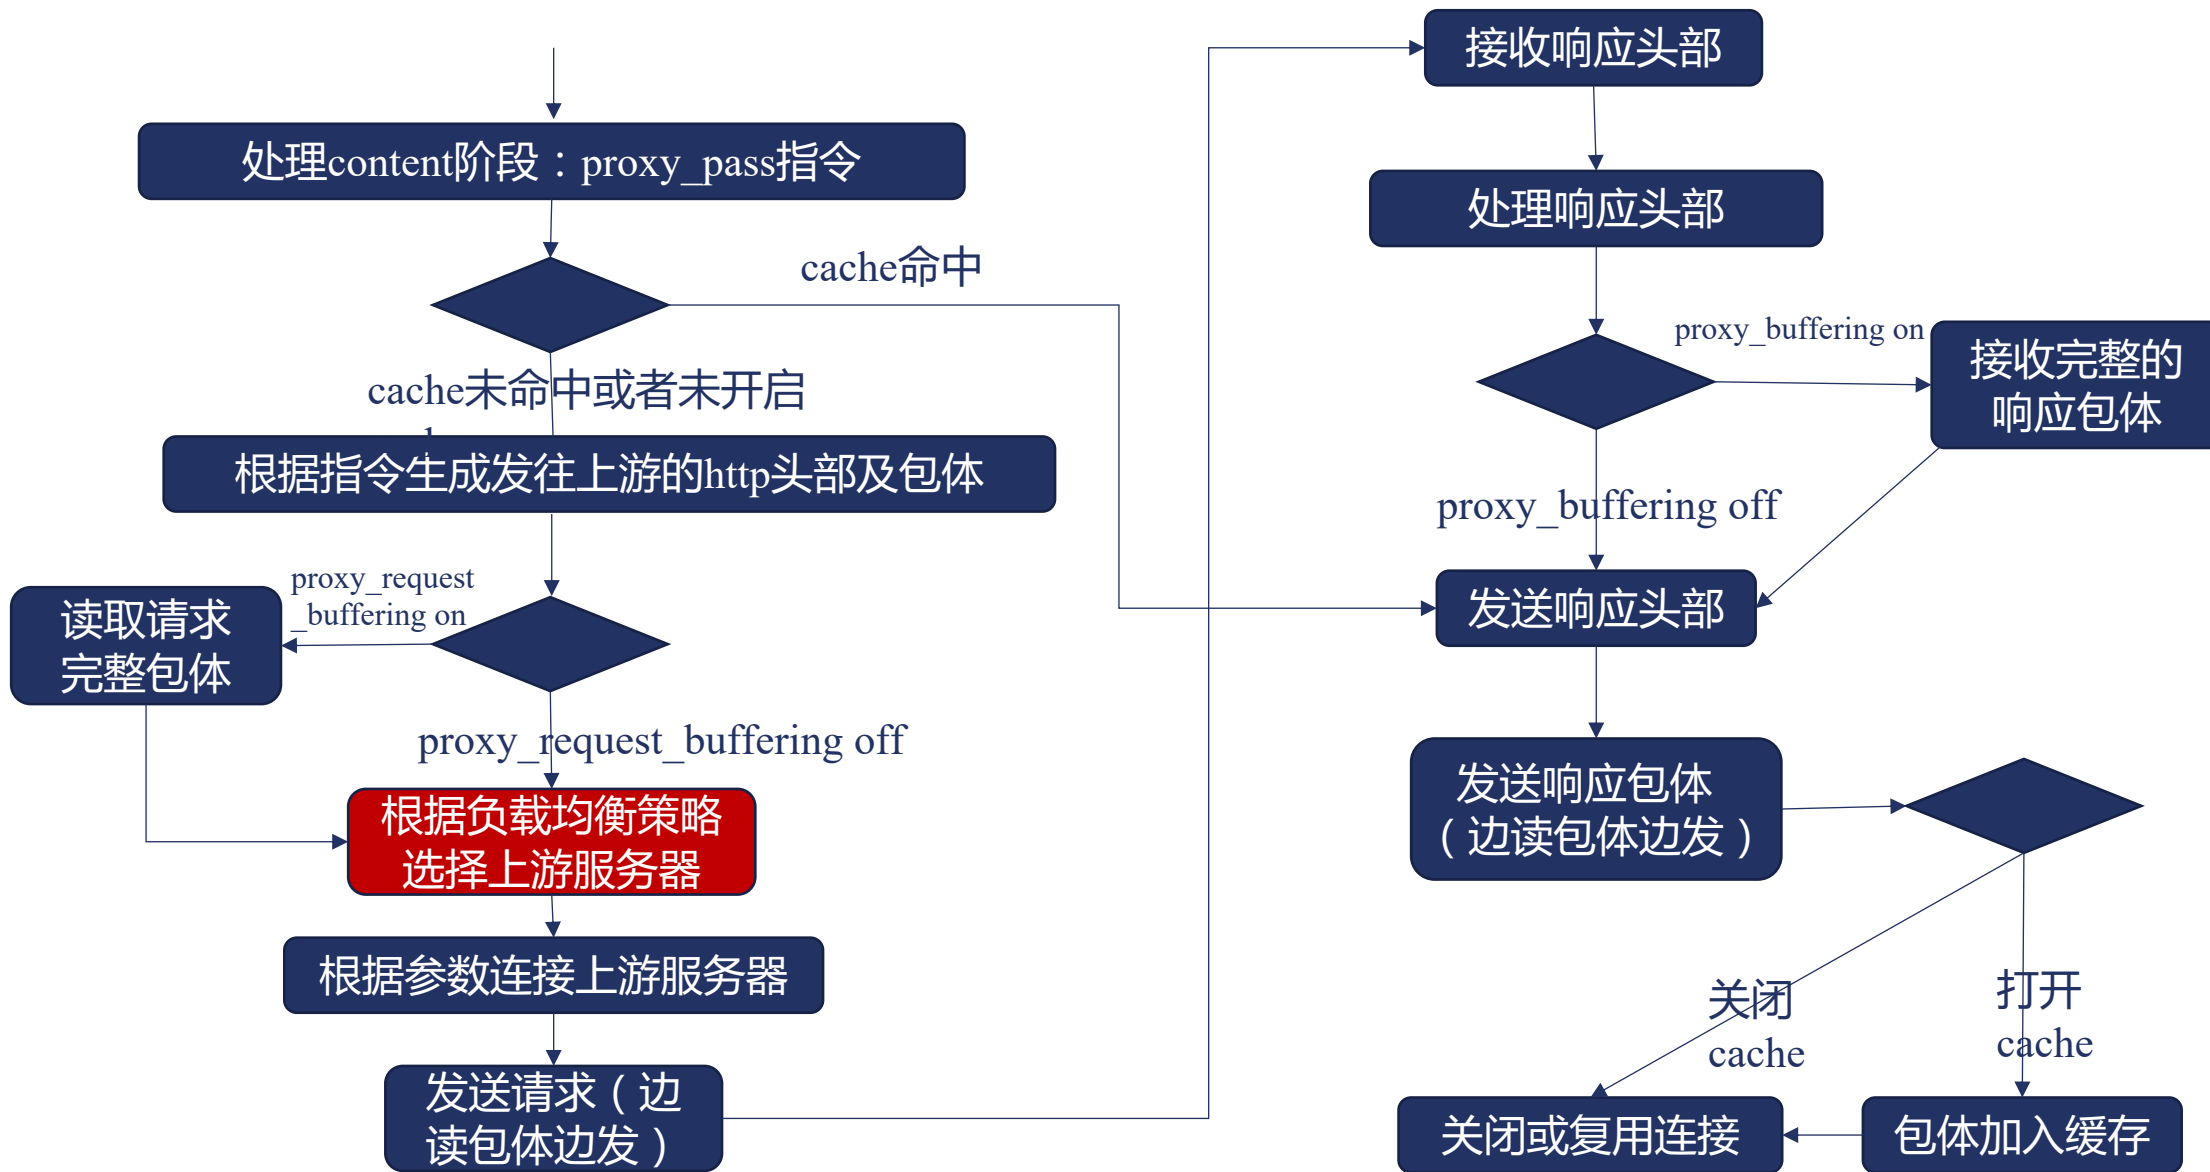 处理content阶段：proxy_pass指令
cache命中
cache未命中或者未开启
根据指令生成发往上游的http头部及包体
proxy_request
_buffering on
读取请求
完整包体
proxy_request_buffering off
根据负载均衡策略
选择上游服务器
根据参数连接上游服务器
发送请求（边
读包体边发）
接收响应头部
处理响应头部
proxy_buffering on
接收完整的
响应包体
proxy_buffering off
发送响应头部
发送响应包体
（边读包体边发）
关闭
cache
打开
cache
关闭或复用连接
包体加入缓存